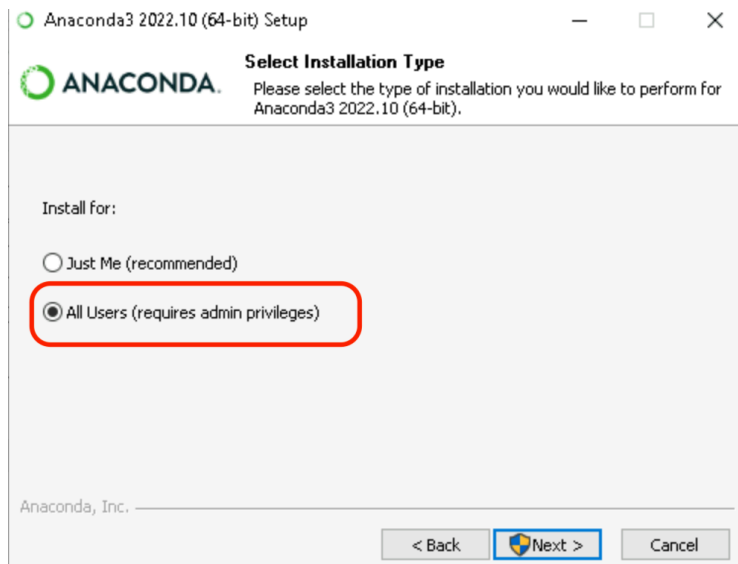 Anaconda3 2022.10 (64-bit) Setup
ANACONDA.
Select Installation Type
Please select the type of installation you would like to perform for
Anaconda3 2022.10 (64-bit).
Install for:
Just Me (recommended)
All Users (requires admin privileges)
Anaconda, Inc.
< Back
Next >
Cancel